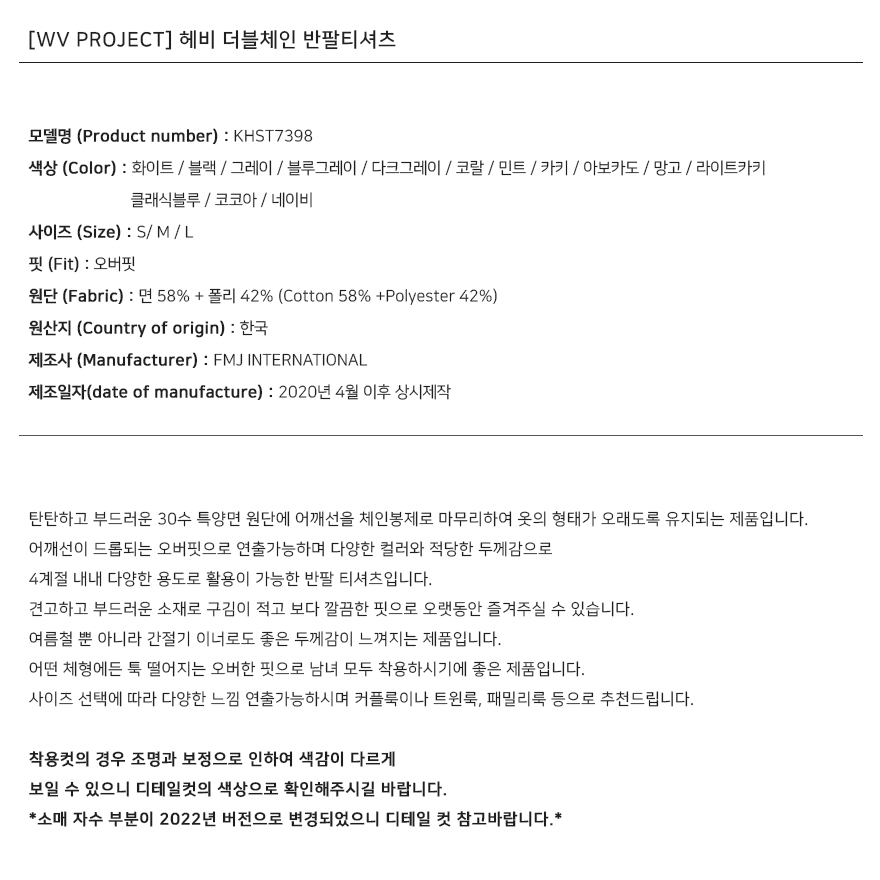 [WV PROJECT] 헤비 더블체인 반팔티셔츠
모델명 (Product number) : KHST7398
색상 (Color) : 화이트 / 블랙 / 그레이 / 블루그레이 / 다크그레이 / 코랄 / 민트 / 카키 / 아보카도 / 망고 / 라이트카키
클래식블루 / 코코아 / 네이비
사이즈 (Size) : S/ M / L
핏 (Fit) : 오버핏
원단 (Fabric) : 면 58% + 폴리 42% (Cotton 58% +Polyester 42%)
원산지 (Country of origin) : 한국
제조사 (Manufacturer) : FMJ INTERNATIONAL
제조일자(date of manufacture) : 2020년 4월 이후 상시제작
탄탄하고 부드러운 30수 특양면 원단에 어깨선을 체인봉제로 마무리하여 옷의 형태가 오래도록 유지되는 제품입니다.
어깨선이 드롭되는 오버핏으로 연출가능하며 다양한 컬러와 적당한 두께감으로
4계절 내내 다양한 용도로 활용이 가능한 반팔 티셔츠입니다.
견고하고 부드러운 소재로 구김이 적고 보다 깔끔한 핏으로 오랫동안 즐겨주실 수 있습니다.
여름철 뿐 아니라 간절기 이너로도 좋은 두께감이 느껴지는 제품입니다.
어떤 체형에든 툭 떨어지는 오버한 핏으로 남녀 모두 착용하시기에 좋은 제품입니다.
사이즈 선택에 따라 다양한 느낌 연출가능하시며 커플룩이나 트윈룩, 패밀리룩 등으로 추천드립니다.
착용컷의 경우 조명과 보정으로 인하여 색감이 다르게
보일 수 있으니 디테일컷의 색상으로 확인해주시길 바랍니다.
*소매 자수 부분이 2022년 버전으로 변경되었으니 디테일 컷 참고바랍니다.*